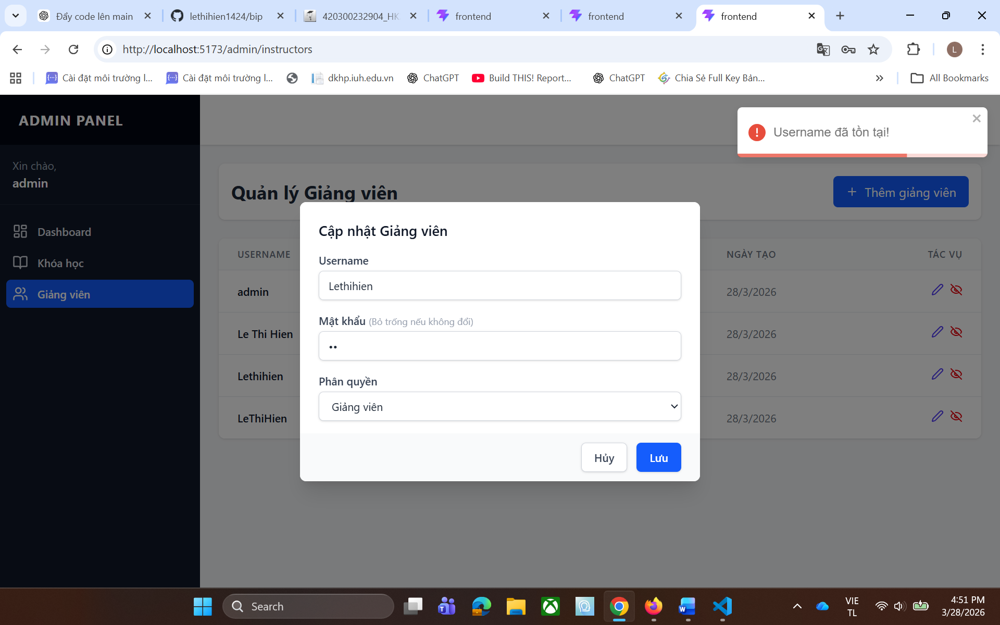 Đẩy code lên main
lethihien1424/bip
420300232904_HK
frontend
frontend
frontend
http://localhost:5173/admin/instructors
L
Cài đặt môi trường l...
Cài đặt môi trường l...
dkhp.iuh.edu.vn
ChatGPT
Build THIS! Report...
ChatGPT
Chia Sẻ Full Key Bản...
All Bookmarks
ADMIN PANEL
Xin chào,
admin
Dashboard
Khóa học
Giảng viên
Username đã tồn tại!
Quản lý Giảng viên
+ Thêm giảng viên
USERNAME
NGÀY TẠO
TÁC VỤ
admin
28/3/2026
Le Thi Hien
28/3/2026
Lethihien
28/3/2026
LeThiHien
28/3/2026
Cập nhật Giảng viên
Username
Lethihien
Mật khẩu (Bỏ trống nếu không đổi)
••
Phân quyền
Giảng viên
Hủy
Lưu
Search
VIE
TL
4:51 PM
3/28/2026